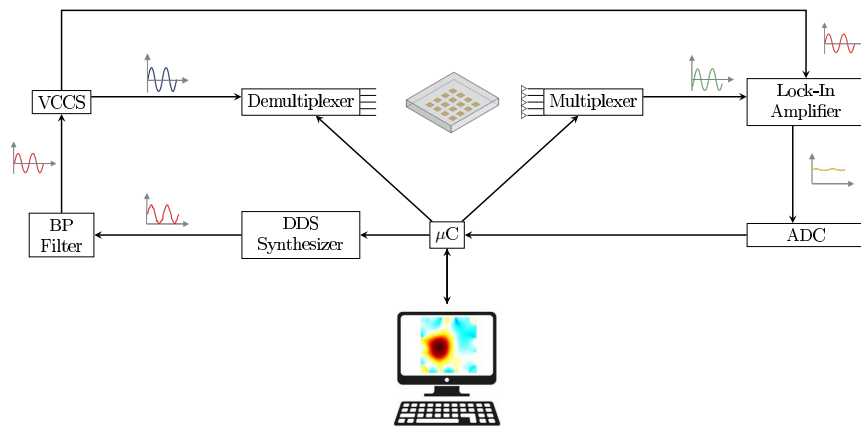 VCCS
Demultiplexer
Multiplexer
Lock-In
Amplifier
BP
Filter
DDS
Synthesizer
μC
ADC